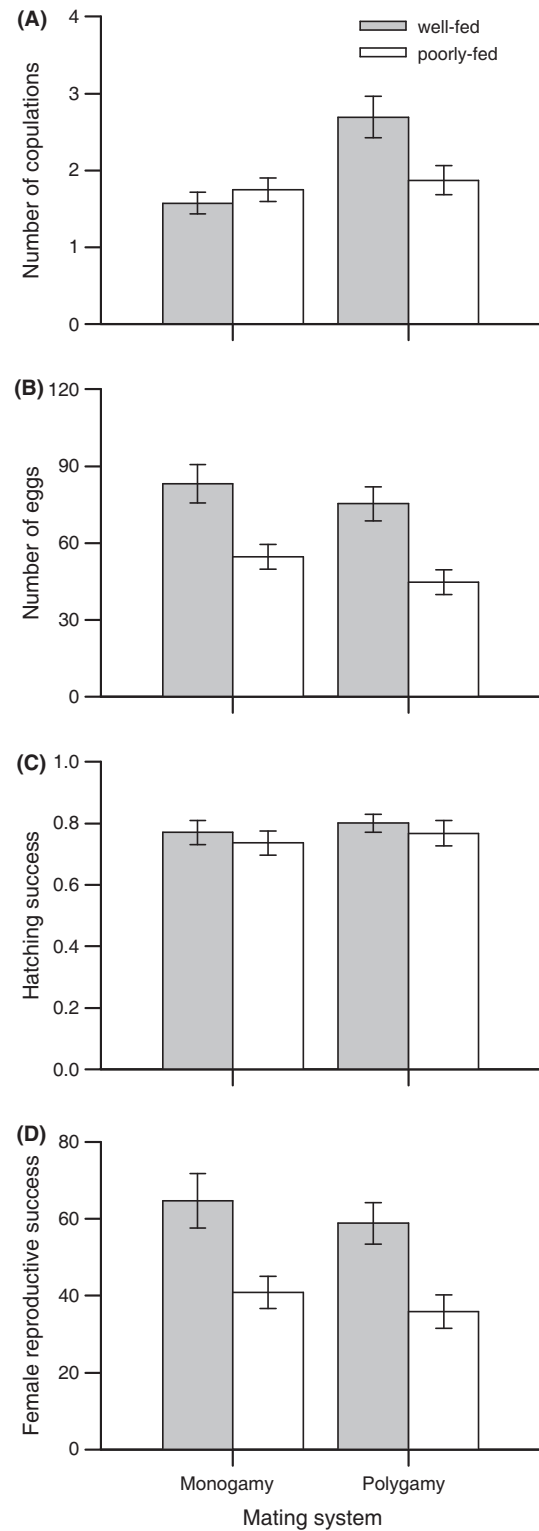 (A)
well-fed
poorly-fed
4
3
2
1
0
Number of copulations
(B)
120
90
60
30
0
Number of eggs
(C)
1.0
0.8
0.6
0.4
0.2
0.0
Hatching success
(D)
80
60
40
20
0
Female reproductive success
Monogamy Polygamy
Mating system